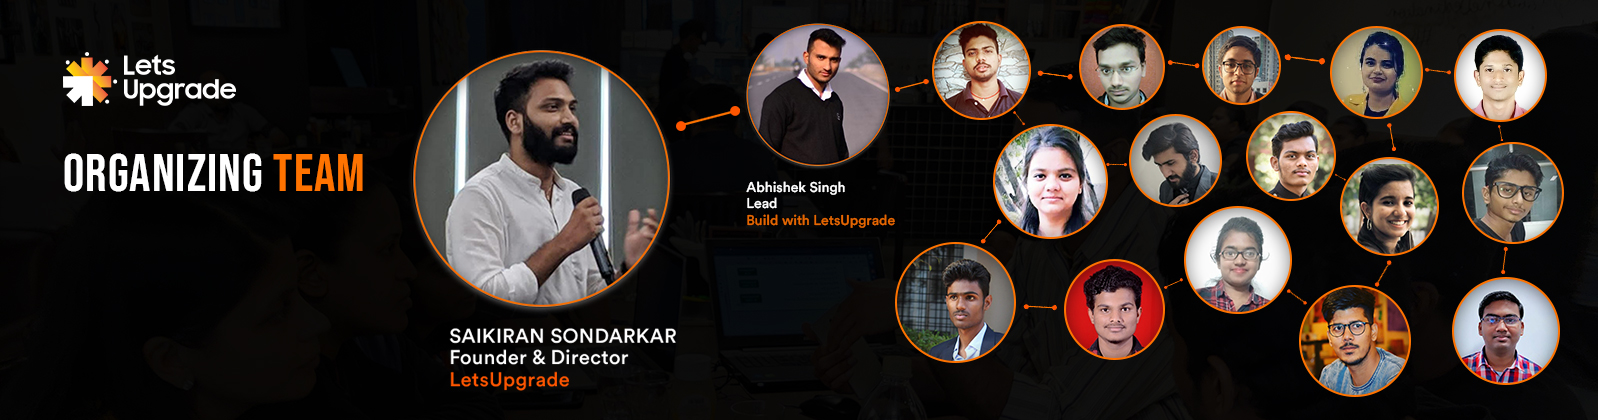 Lets
Upgrade
ORGANIZING TEAM
SAIKIRAN SONDARKAR
Founder & Director
LetsUpgrade
Abhishek Singh
Lead
Build with LetsUpgrade